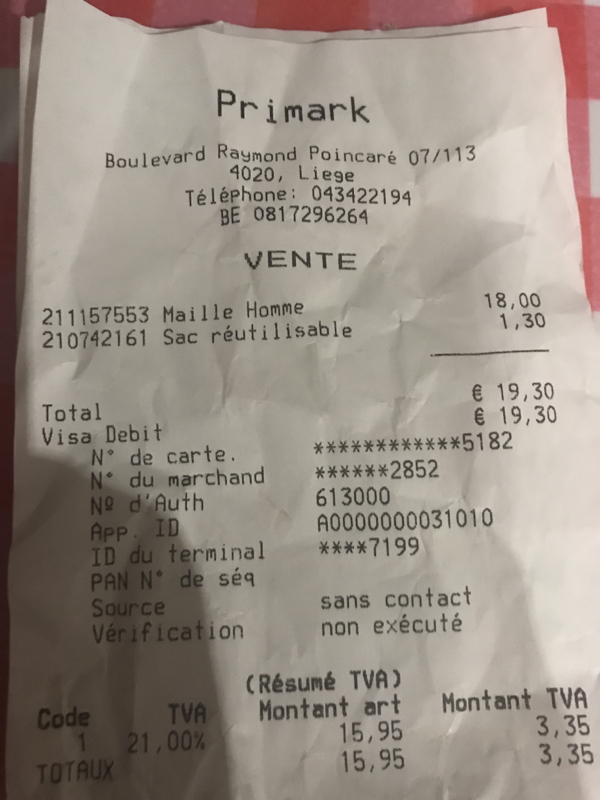 Primark
Boulevard Raymond Poincaré 07/113
4020, Liege
Téléphone: 043422194
BE 0817296264
VENTE
211157553 Maille Homme 18,00
210742161 Sac réutilisable 1,30
Total € 19,30
Visa Debit € 19,30
N° de carte. ************5182
N° du marchand ******2852
Nº d'Auth 613000
App. ID A0000000031010
ID du terminal ****7199
PAN N° de séq
Source sans contact
Vérification non exécuté
(Résumé TVA)
Code TVA Montant art Montant TVA
1 21,00% 15,95 3,35
TOTAUX 15,95 3,35